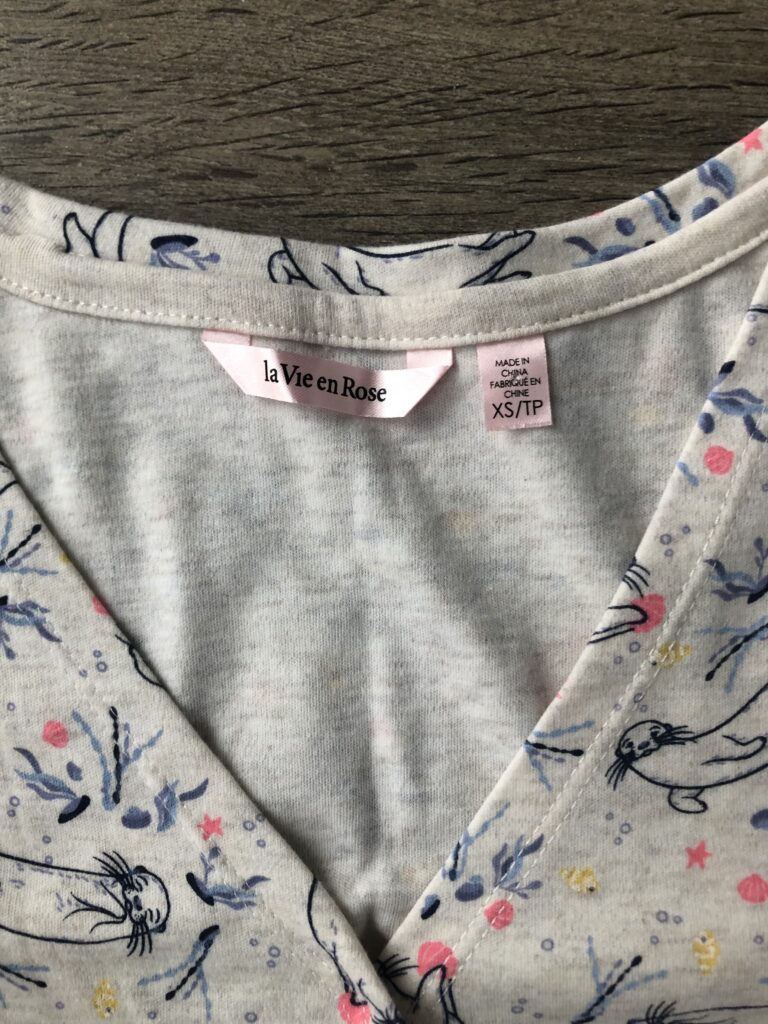 la Vie en Rose
MADE IN
CHINA
FABRIQUÉ EN
CHINE
XS/TP